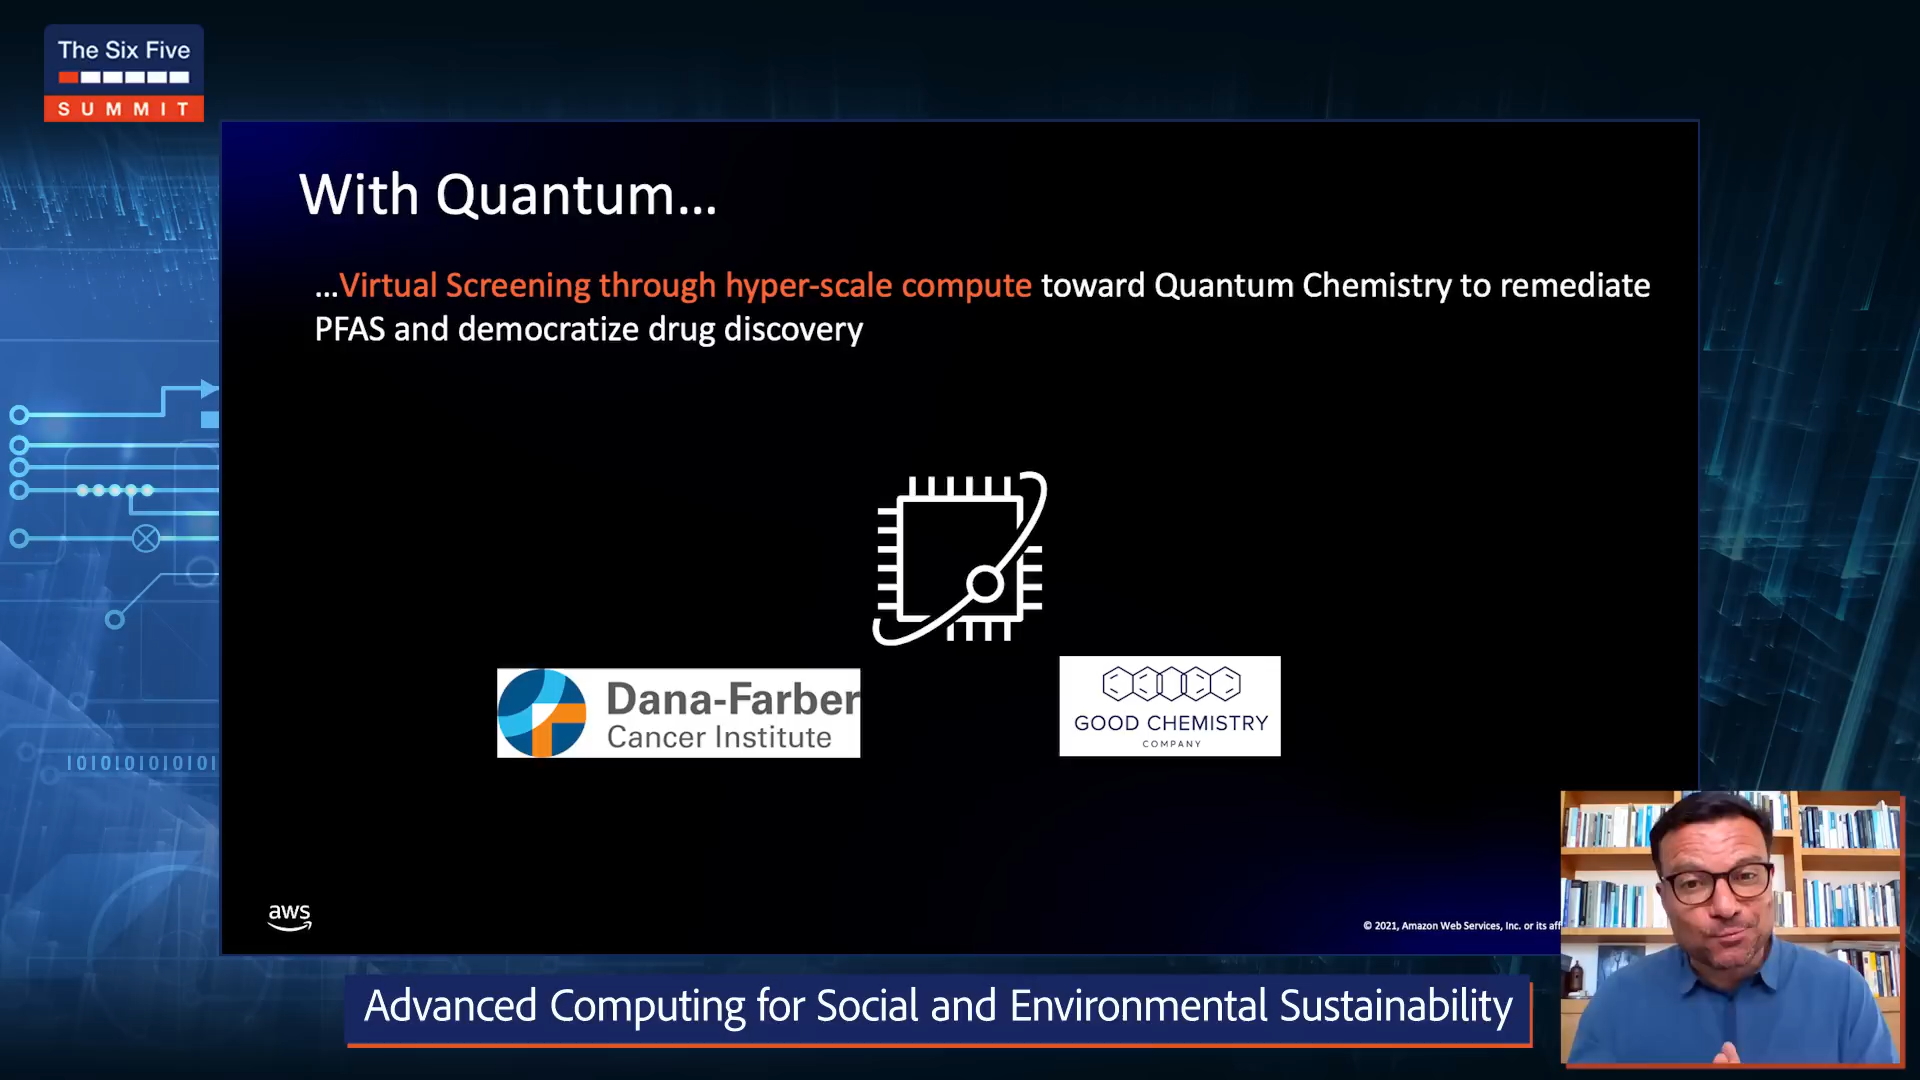 The Six Five
SUMMIT
With Quantum...
...Virtual Screening through hyper-scale compute toward Quantum Chemistry to remediate
PFAS and democratize drug discovery
Dana-Farber
Cancer Institute
GOOD CHEMISTRY
COMPANY
1010101010101
aws
© 2021, Amazon Web Services, Inc. or its aff
Advanced Computing for Social and Environmental Sustainability